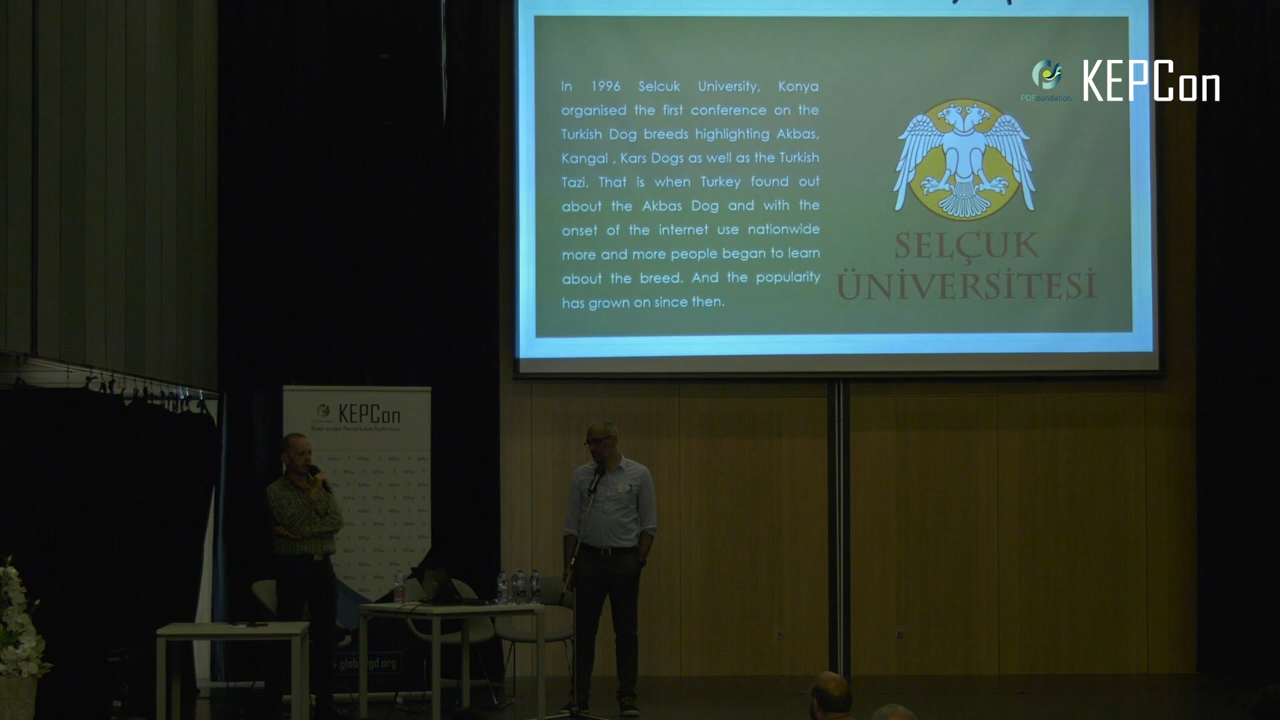 In 1996 Selcuk University, Konya
organised the first conference on the
Turkish Dog breeds highlighting Akbas,
Kangal , Kars Dogs as well as the Turkish
Tazi. That is when Turkey found out
about the Akbas Dog and with the
onset of the internet use nationwide
more and more people began to learn
about the breed. And the popularity
has grown on since then.
SELÇUK
ÜNİVERSİTESİ
PDFoundation
KEPCon
KEPCon